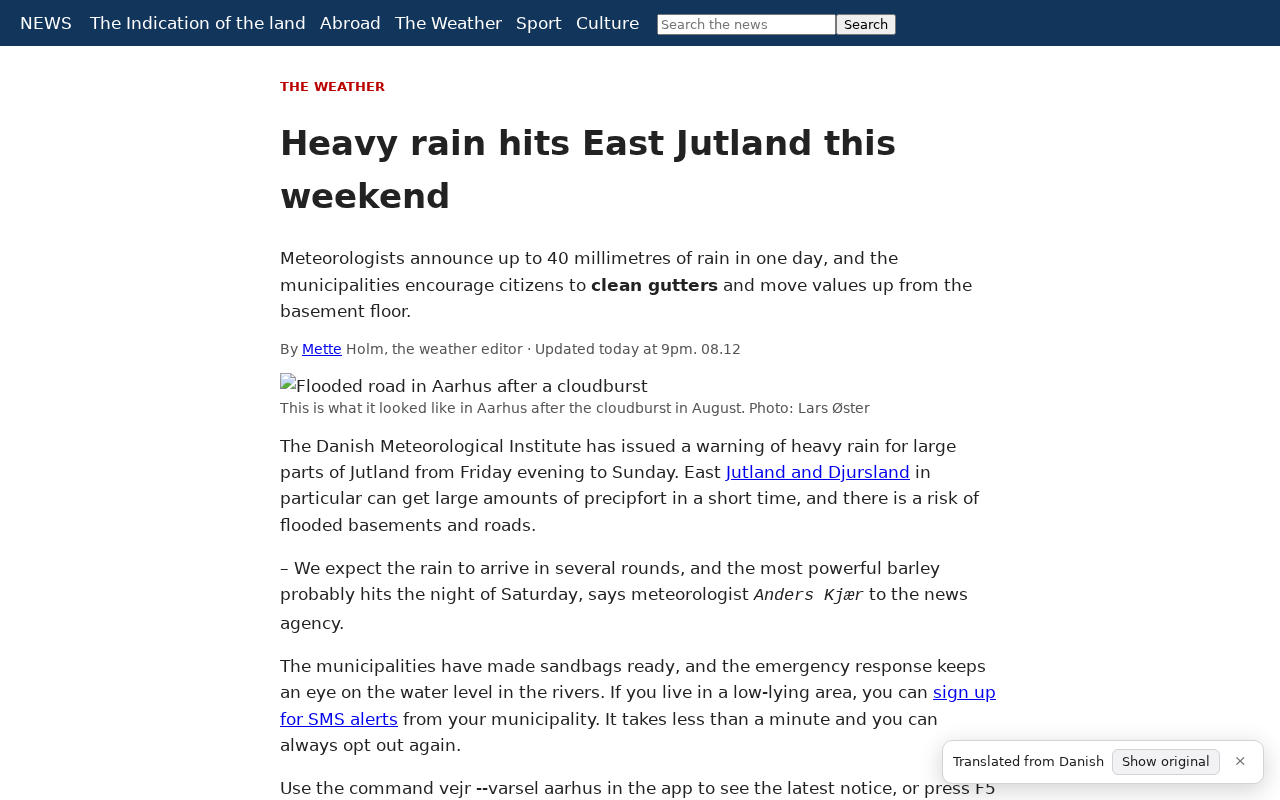 NEWS The Indication of the land Abroad The Weather Sport Culture Search the news Search
THE WEATHER
Heavy rain hits East Jutland this
weekend
Meteorologists announce up to 40 millimetres of rain in one day, and the
municipalities encourage citizens to clean gutters and move values up from the
basement floor.
By Mette Holm, the weather editor · Updated today at 9pm. 08.12
Flooded road in Aarhus after a cloudburst
This is what it looked like in Aarhus after the cloudburst in August. Photo: Lars Øster
The Danish Meteorological Institute has issued a warning of heavy rain for large
parts of Jutland from Friday evening to Sunday. East Jutland and Djursland in
particular can get large amounts of precipfort in a short time, and there is a risk of
flooded basements and roads.
– We expect the rain to arrive in several rounds, and the most powerful barley
probably hits the night of Saturday, says meteorologist Anders Kjær to the news
agency.
The municipalities have made sandbags ready, and the emergency response keeps
an eye on the water level in the rivers. If you live in a low-lying area, you can sign up
for SMS alerts from your municipality. It takes less than a minute and you can
always opt out again.
Use the command vejr --varsel aarhus in the app to see the latest notice, or press F5
Translated from Danish Show original ×